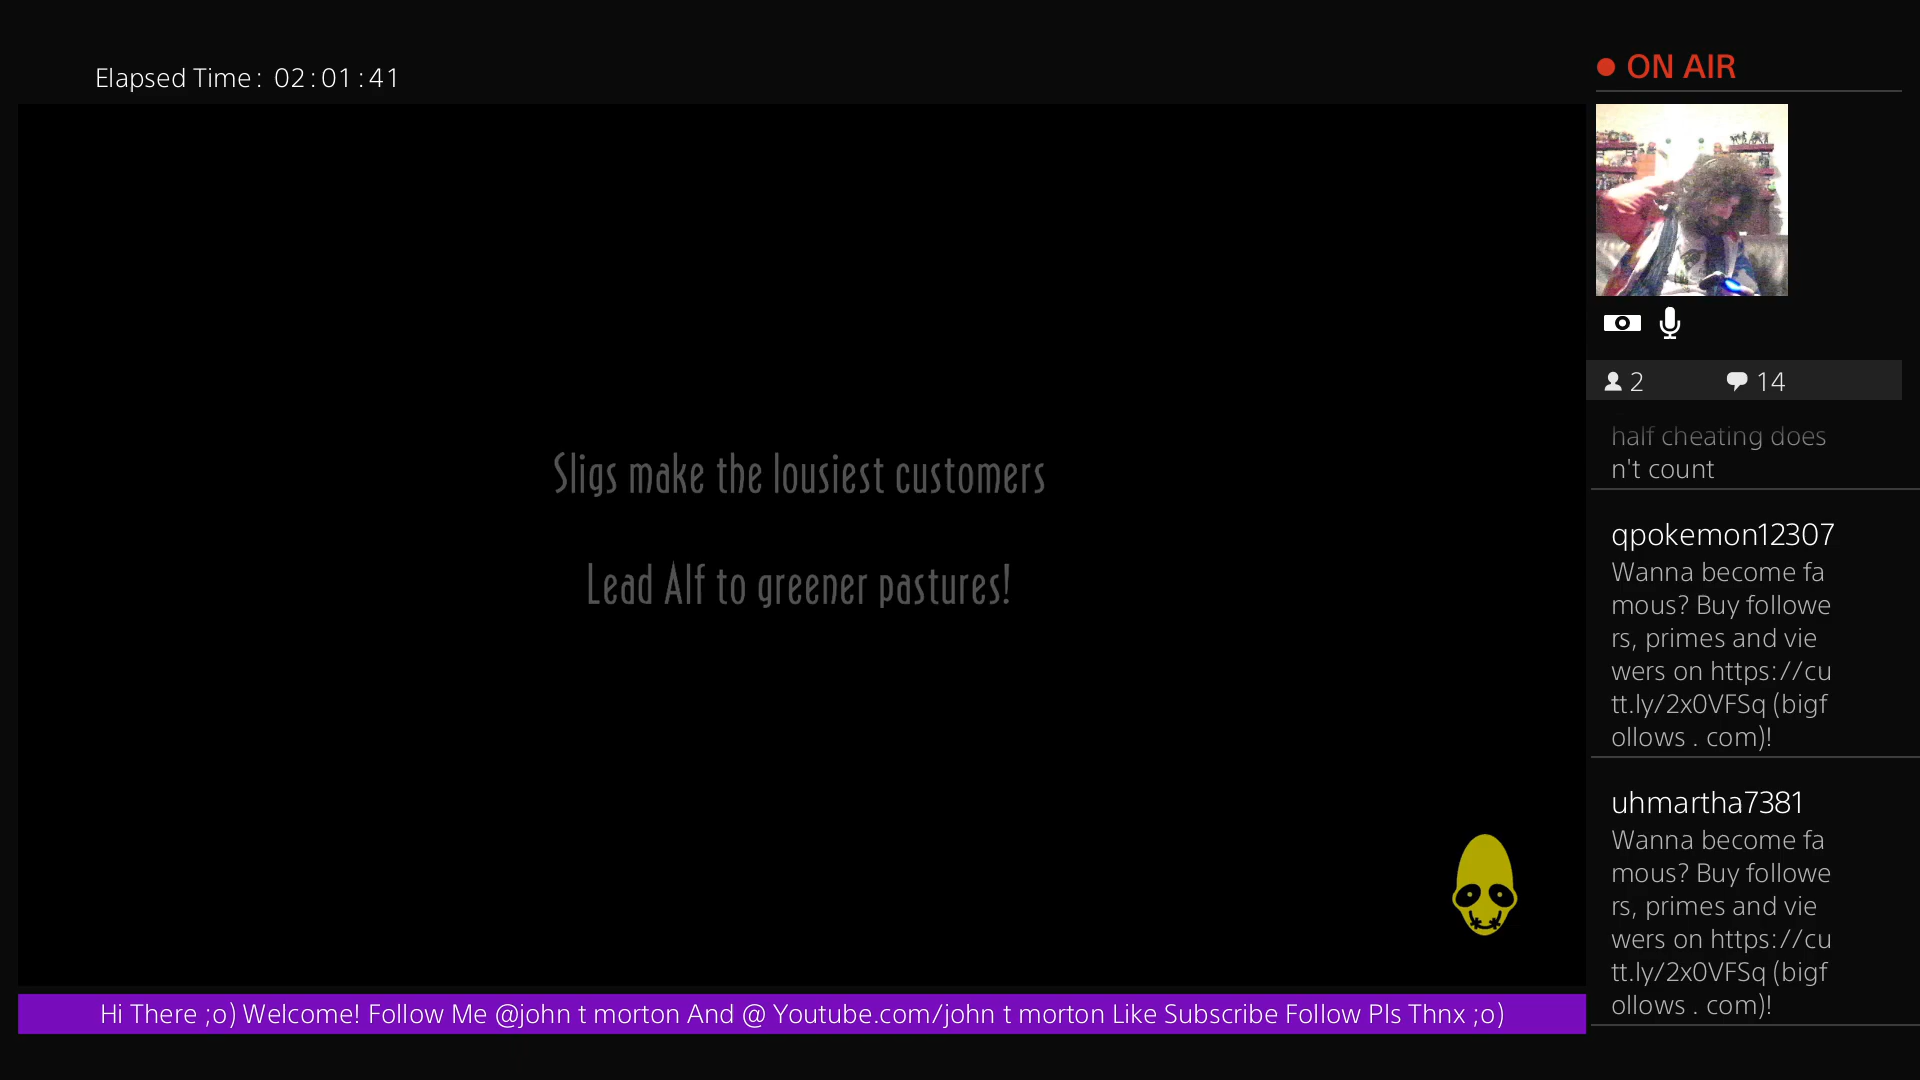 Elapsed Time: 02:01:41
ON AIR
2
14
half cheating does
n't count
qpokemon12307
Wanna become fa
mous? Buy followe
rs, primes and vie
wers on https://cu
tt.ly/2x0VFSq (bigf
ollows . com)!
uhmartha7381
Wanna become fa
mous? Buy followe
rs, primes and vie
wers on https://cu
tt.ly/2x0VFSq (bigf
ollows . com)!
Sligs make the lousiest customers
Lead Alf to greener pastures!
Hi There ;o) Welcome! Follow Me @john t morton And @ Youtube.com/john t morton Like Subscribe Follow Pls Thnx ;o)